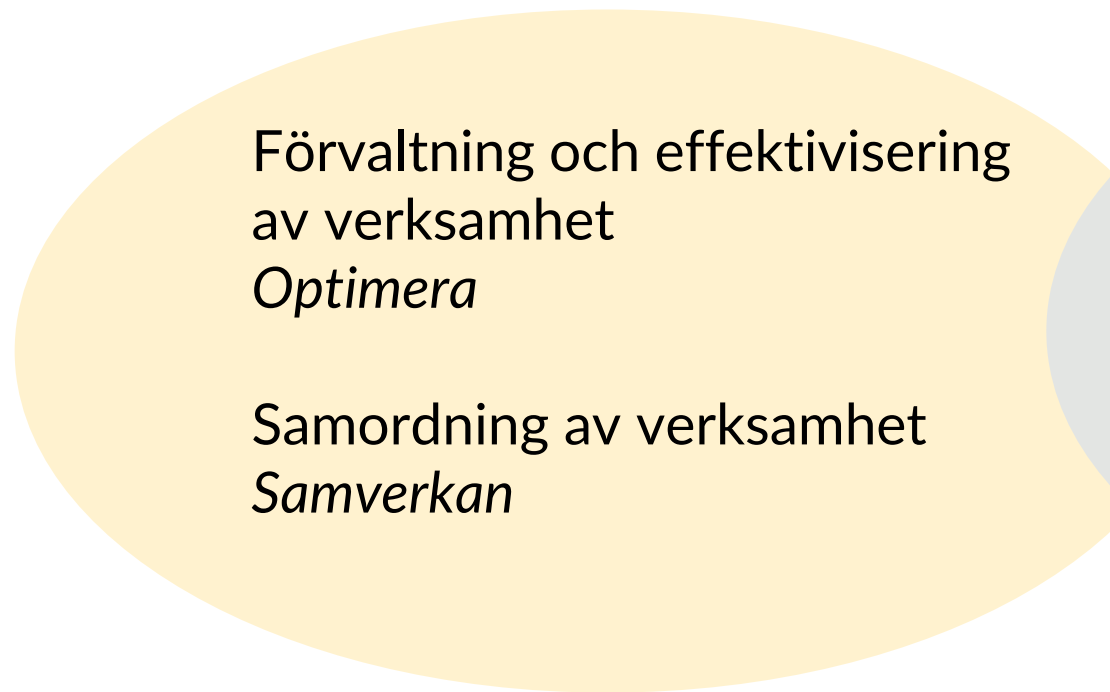 Förvaltning och effektivisering
av verksamhet
Optimera
Samordning av verksamhet
Samverkan